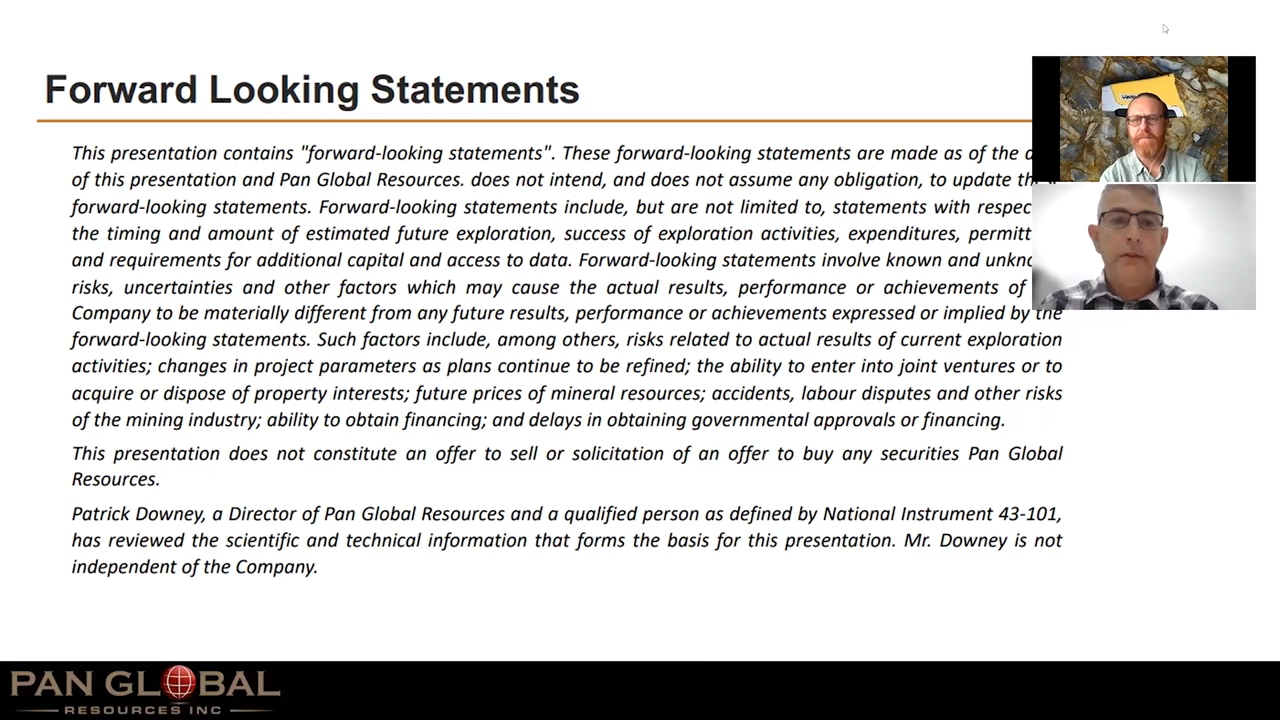 Forward Looking Statements
This presentation contains "forward-looking statements". These forward-looking statements are made as of the
of this presentation and Pan Global Resources. does not intend, and does not assume any obligation, to update
forward-looking statements. Forward-looking statements include, but are not limited to, statements with
the timing and amount of estimated future exploration, success of exploration activities, expenditures,
and requirements for additional capital and access to data. Forward-looking statements involve known and
risks, uncertainties and other factors which may cause the actual results, performance or achievements of
Company to be materially different from any future results, performance or achievements expressed or implied by the
forward-looking statements. Such factors include, among others, risks related to actual results of current exploration
activities; changes in project parameters as plans continue to be refined; the ability to enter into joint ventures or to
acquire or dispose of property interests; future prices of mineral resources; accidents, labour disputes and other risks
of the mining industry; ability to obtain financing; and delays in obtaining governmental approvals or financing.
This presentation does not constitute an offer to sell or solicitation of an offer to buy any securities Pan Global
Resources.
Patrick Downey, a Director of Pan Global Resources and a qualified person as defined by National Instrument 43-101,
has reviewed the scientific and technical information that forms the basis for this presentation. Mr. Downey is not
independent of the Company.
PAN GLOBAL
RESOURCES INC